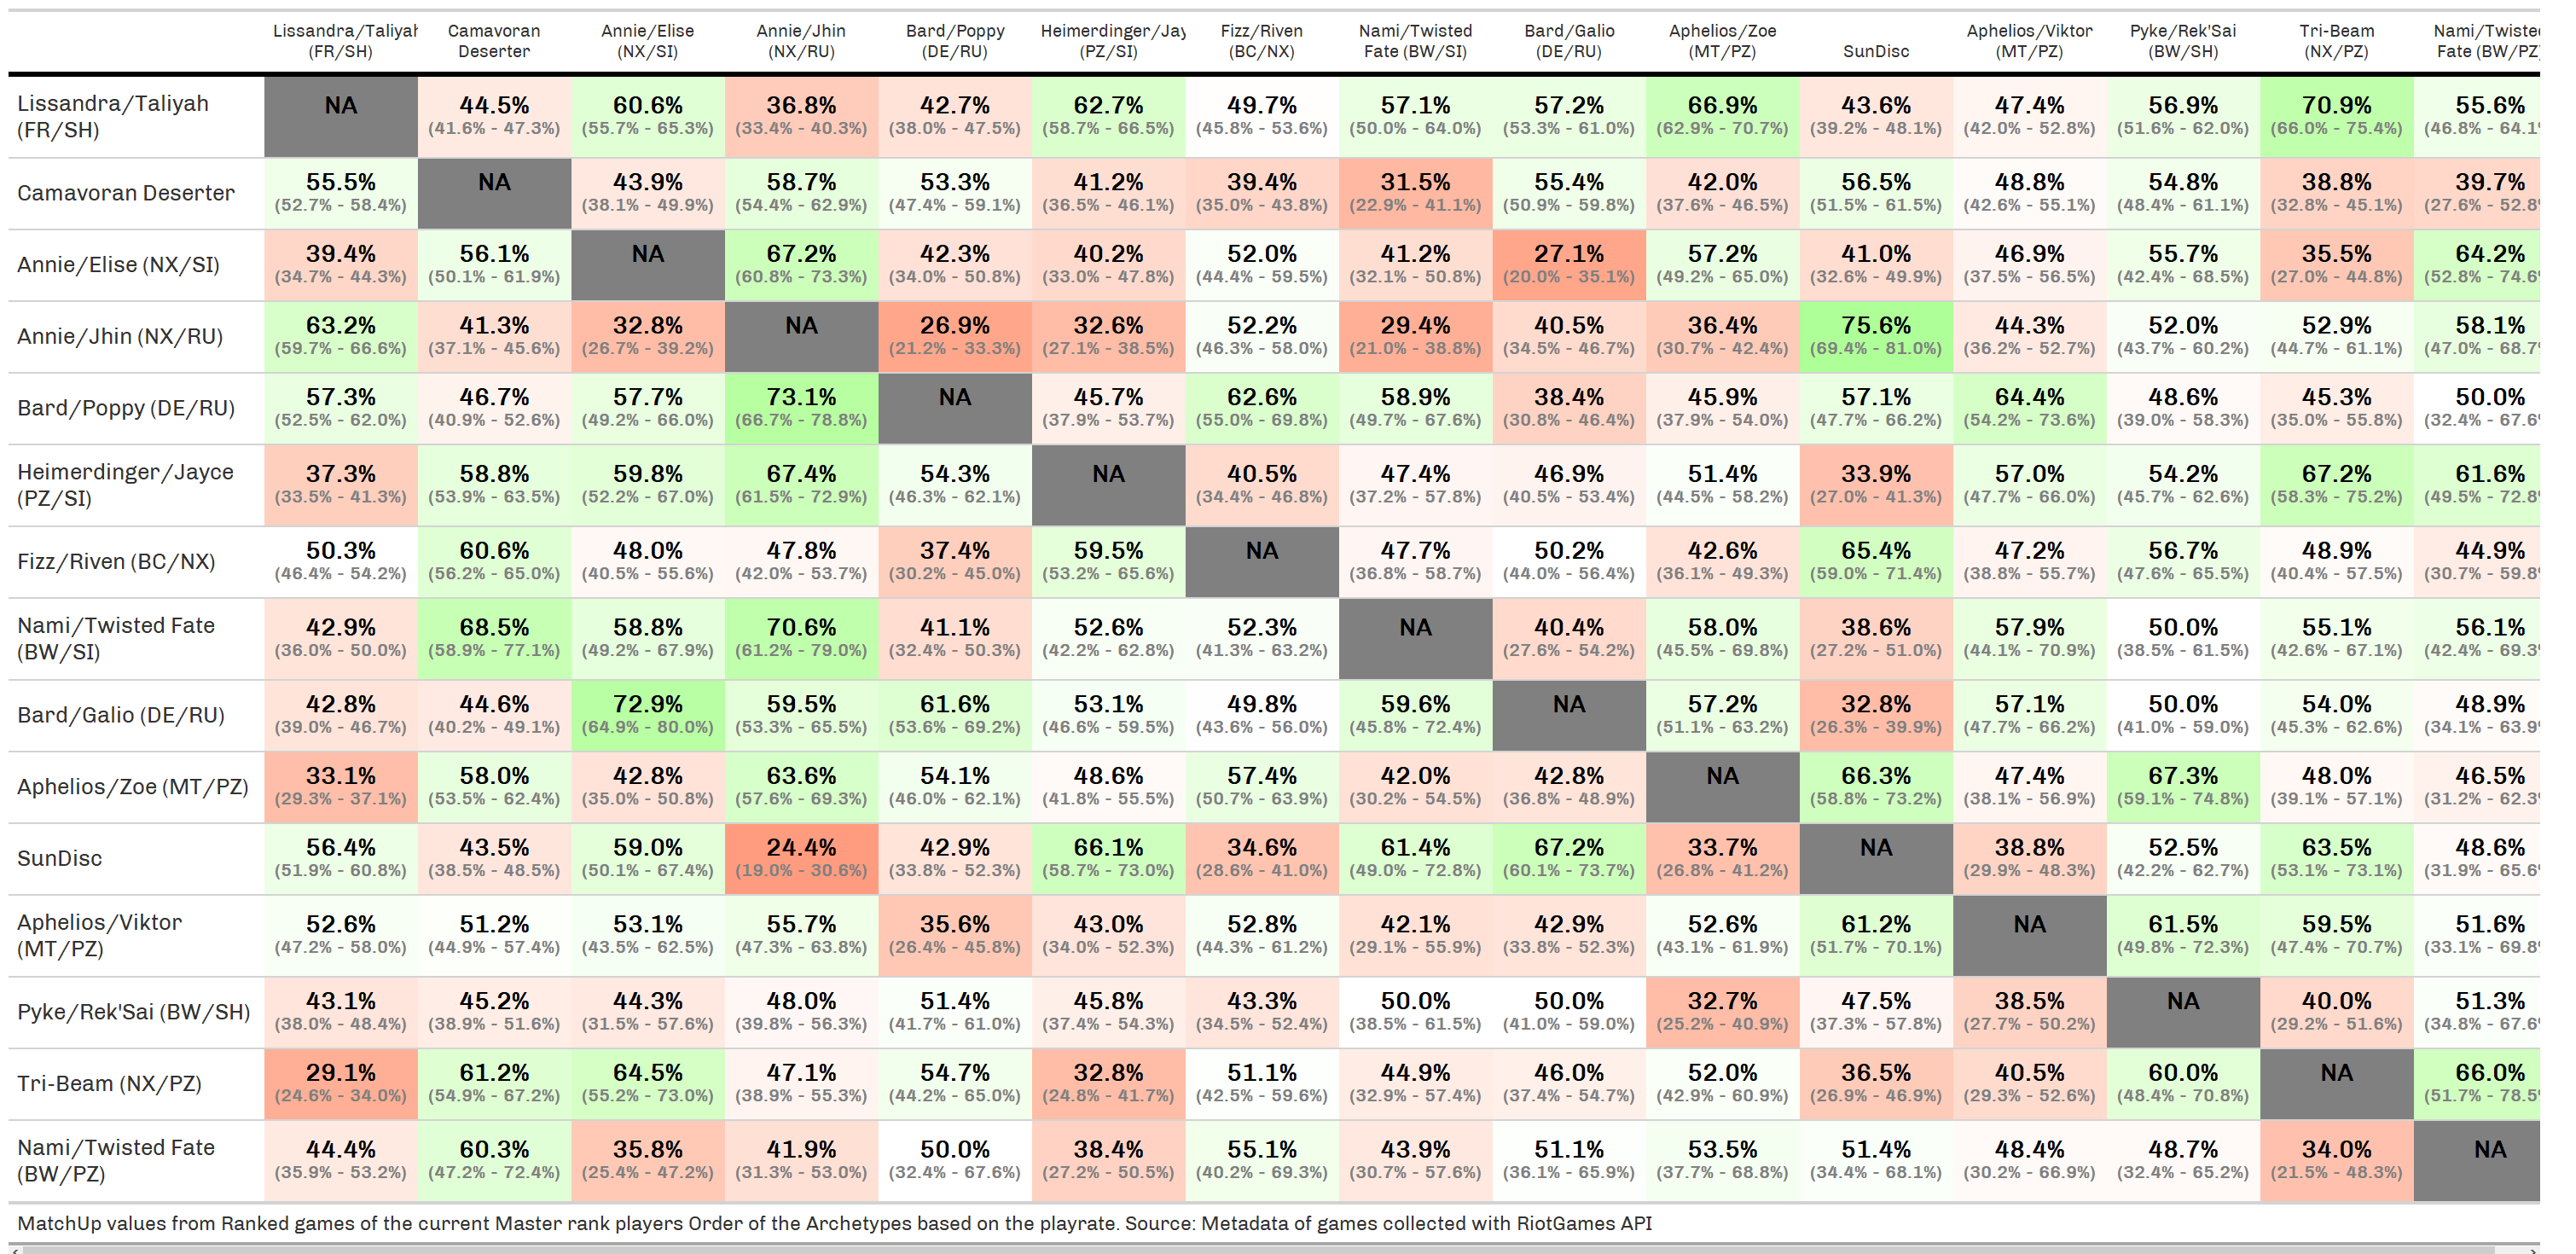 Lissandra/Taliyah Camavoran Annie/Elise Annie/Jhin Bard/Poppy Heimerdinger/Jay Fizz/Riven Nami/Twisted Bard/Galio Aphelios/Zoe SunDisc Aphelios/Viktor Pyke/Rek'Sai Tri-Beam Nami/Twisted
(FR/SH) Deserter (NX/SI) (NX/RU) (DE/RU) (PZ/SI) (BC/NX) Fate (BW/SI) (DE/RU) (MT/PZ) (MT/PZ) (BW/SH) (NX/PZ) Fate (BW/PZ)
Lissandra/Taliyah NA 44.5% 60.6% 36.8% 42.7% 62.7% 49.7% 57.1% 57.2% 66.9% 43.6% 47.4% 56.9% 70.9% 55.6%
(FR/SH) (41.6% - 47.3%) (55.7% - 65.3%) (33.4% - 40.3%) (38.0% - 47.5%) (58.7% - 66.5%) (45.8% - 53.6%) (50.0% - 64.0%) (53.3% - 61.0%) (62.9% - 70.7%) (39.2% - 48.1%) (42.0% - 52.8%) (51.6% - 62.0%) (66.0% - 75.4%) (46.8% - 64.1%
Camavoran Deserter 55.5% NA 43.9% 58.7% 53.3% 41.2% 39.4% 31.5% 55.4% 42.0% 56.5% 48.8% 54.8% 38.8% 39.7%
(52.7% - 58.4%) (38.1% - 49.9%) (54.4% - 62.9%) (47.4% - 59.1%) (36.5% - 46.1%) (35.0% - 43.8%) (22.9% - 41.1%) (50.9% - 59.8%) (37.6% - 46.5%) (51.5% - 61.5%) (42.6% - 55.1%) (48.4% - 61.1%) (32.8% - 45.1%) (27.6% - 52.8%
Annie/Elise (NX/SI) 39.4% 56.1% NA 67.2% 42.3% 40.2% 52.0% 41.2% 27.1% 57.2% 41.0% 46.9% 55.7% 35.5% 64.2%
(34.7% - 44.3%) (50.1% - 61.9%) (60.8% - 73.3%) (34.0% - 50.8%) (33.0% - 47.8%) (44.4% - 59.5%) (32.1% - 50.8%) (20.0% - 35.1%) (49.2% - 65.0%) (32.6% - 49.9%) (37.5% - 56.5%) (42.4% - 68.5%) (27.0% - 44.8%) (52.8% - 74.6%
Annie/Jhin (NX/RU) 63.2% 41.3% 32.8% NA 26.9% 32.6% 52.2% 29.4% 40.5% 36.4% 75.6% 44.3% 52.0% 52.9% 58.1%
(59.7% - 66.6%) (37.1% - 45.6%) (26.7% - 39.2%) (21.2% - 33.3%) (27.1% - 38.5%) (46.3% - 58.0%) (21.0% - 38.8%) (34.5% - 46.7%) (30.7% - 42.4%) (69.4% - 81.0%) (36.2% - 52.7%) (43.7% - 60.2%) (44.7% - 61.1%) (47.0% - 68.7%
Bard/Poppy (DE/RU) 57.3% 46.7% 57.7% 73.1% NA 45.7% 62.6% 58.9% 38.4% 45.9% 57.1% 64.4% 48.6% 45.3% 50.0%
(52.5% - 62.0%) (40.9% - 52.6%) (49.2% - 66.0%) (66.7% - 78.8%) (37.9% - 53.7%) (55.0% - 69.8%) (49.7% - 67.6%) (30.8% - 46.4%) (37.9% - 54.0%) (47.7% - 66.2%) (54.2% - 73.6%) (39.0% - 58.3%) (35.0% - 55.8%) (32.4% - 67.6%
Heimerdinger/Jayce 37.3% 58.8% 59.8% 67.4% 54.3% NA 40.5% 47.4% 46.9% 51.4% 33.9% 57.0% 54.2% 67.2% 61.6%
(PZ/SI) (33.5% - 41.3%) (53.9% - 63.5%) (52.2% - 67.0%) (61.5% - 72.9%) (46.3% - 62.1%) (34.4% - 46.8%) (37.2% - 57.8%) (40.5% - 53.4%) (44.5% - 58.2%) (27.0% - 41.3%) (47.7% - 66.0%) (45.7% - 62.6%) (58.3% - 75.2%) (49.5% - 72.8%
Fizz/Riven (BC/NX) 50.3% 60.6% 48.0% 47.8% 37.4% 59.5% NA 47.7% 50.2% 42.6% 65.4% 47.2% 56.7% 48.9% 44.9%
(46.4% - 54.2%) (56.2% - 65.0%) (40.5% - 55.6%) (42.0% - 53.7%) (30.2% - 45.0%) (53.2% - 65.6%) (36.8% - 58.7%) (44.0% - 56.4%) (36.1% - 49.3%) (59.0% - 71.4%) (38.8% - 55.7%) (47.6% - 65.5%) (40.4% - 57.5%) (30.7% - 59.8%
Nami/Twisted Fate 42.9% 68.5% 58.8% 70.6% 41.1% 52.6% 52.3% NA 40.4% 58.0% 38.6% 57.9% 50.0% 55.1% 56.1%
(BW/SI) (36.0% - 50.0%) (58.9% - 77.1%) (49.2% - 67.9%) (61.2% - 79.0%) (32.4% - 50.3%) (42.2% - 62.8%) (41.3% - 63.2%) (27.6% - 54.2%) (45.5% - 69.8%) (27.2% - 51.0%) (44.1% - 70.9%) (38.5% - 61.5%) (42.6% - 67.1%) (42.4% - 69.3%
Bard/Galio (DE/RU) 42.8% 44.6% 72.9% 59.5% 61.6% 53.1% 49.8% 59.6% NA 57.2% 32.8% 57.1% 50.0% 54.0% 48.9%
(39.0% - 46.7%) (40.2% - 49.1%) (64.9% - 80.0%) (53.3% - 65.5%) (53.6% - 69.2%) (46.6% - 59.5%) (43.6% - 56.0%) (45.8% - 72.4%) (51.1% - 63.2%) (26.3% - 39.9%) (47.7% - 66.2%) (41.0% - 59.0%) (45.3% - 62.6%) (34.1% - 63.9%
Aphelios/Zoe (MT/PZ) 33.1% 58.0% 42.8% 63.6% 54.1% 48.6% 57.4% 42.0% 42.8% NA 66.3% 47.4% 67.3% 48.0% 46.5%
(29.3% - 37.1%) (53.5% - 62.4%) (35.0% - 50.8%) (57.6% - 69.3%) (46.0% - 62.1%) (41.8% - 55.5%) (50.7% - 63.9%) (30.2% - 54.5%) (36.8% - 48.9%) (58.8% - 73.2%) (38.1% - 56.9%) (59.1% - 74.8%) (39.1% - 57.1%) (31.2% - 62.3%
SunDisc 56.4% 43.5% 59.0% 24.4% 42.9% 66.1% 34.6% 61.4% 67.2% 33.7% NA 38.8% 52.5% 63.5% 48.6%
(51.9% - 60.8%) (38.5% - 48.5%) (50.1% - 67.4%) (19.0% - 30.6%) (33.8% - 52.3%) (58.7% - 73.0%) (28.6% - 41.0%) (49.0% - 72.8%) (60.1% - 73.7%) (26.8% - 41.2%) (29.9% - 48.3%) (42.2% - 62.7%) (53.1% - 73.1%) (31.9% - 65.6%
Aphelios/Viktor 52.6% 51.2% 53.1% 55.7% 35.6% 43.0% 52.8% 42.1% 42.9% 52.6% 61.2% NA 61.5% 59.5% 51.6%
(MT/PZ) (47.2% - 58.0%) (44.9% - 57.4%) (43.5% - 62.5%) (47.3% - 63.8%) (26.4% - 45.8%) (34.0% - 52.3%) (44.3% - 61.2%) (29.1% - 55.9%) (33.8% - 52.3%) (43.1% - 61.9%) (51.7% - 70.1%) (49.8% - 72.3%) (47.4% - 70.7%) (33.1% - 69.8%
Pyke/Rek'Sai (BW/SH) 43.1% 45.2% 44.3% 48.0% 51.4% 45.8% 43.3% 50.0% 50.0% 32.7% 47.5% 38.5% NA 40.0% 51.3%
(38.0% - 48.4%) (38.9% - 51.6%) (31.5% - 57.6%) (39.8% - 56.3%) (41.7% - 61.0%) (37.4% - 54.3%) (34.5% - 52.4%) (38.5% - 61.5%) (41.0% - 59.0%) (25.2% - 40.9%) (37.3% - 57.8%) (27.7% - 50.2%) (29.2% - 51.6%) (34.8% - 67.6%
Tri-Beam (NX/PZ) 29.1% 61.2% 64.5% 47.1% 54.7% 32.8% 51.1% 44.9% 46.0% 52.0% 36.5% 40.5% 60.0% NA 66.0%
(24.6% - 34.0%) (54.9% - 67.2%) (55.2% - 73.0%) (38.9% - 55.3%) (44.2% - 65.0%) (24.8% - 41.7%) (42.5% - 59.6%) (32.9% - 57.4%) (37.4% - 54.7%) (42.9% - 60.9%) (26.9% - 46.9%) (29.3% - 52.6%) (48.4% - 70.8%) (51.7% - 78.5%
Nami/Twisted Fate 44.4% 60.3% 35.8% 41.9% 50.0% 38.4% 55.1% 43.9% 51.1% 53.5% 51.4% 48.4% 48.7% 34.0% NA
(BW/PZ) (35.9% - 53.2%) (47.2% - 72.4%) (25.4% - 47.2%) (31.3% - 53.0%) (32.4% - 67.6%) (27.2% - 50.5%) (40.2% - 69.3%) (30.7% - 57.6%) (36.1% - 65.9%) (37.7% - 68.8%) (34.4% - 68.1%) (30.2% - 66.9%) (32.4% - 65.2%) (21.5% - 48.3%)
MatchUp values from Ranked games of the current Master rank players Order of the Archetypes based on the playrate. Source: Metadata of games collected with RiotGames API